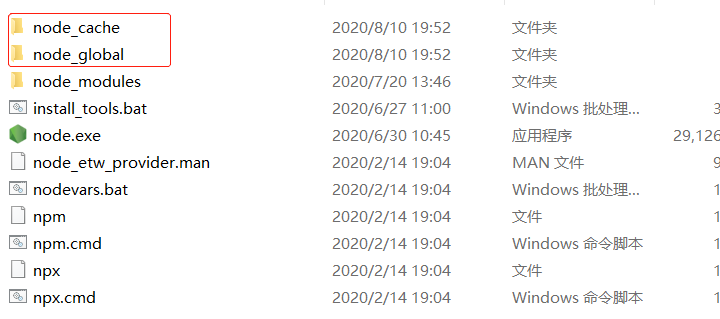 node_cache 2020/8/10 19:52 文件夹
node_global 2020/8/10 19:52 文件夹
node_modules 2020/7/20 13:46 文件夹
install_tools.bat 2020/6/27 11:00 Windows 批处理... 3
node.exe 2020/6/30 10:45 应用程序 29,126
node_etw_provider.man 2020/2/14 19:04 MAN 文件 9
nodevars.bat 2020/2/14 19:04 Windows 批处理... 1
npm 2020/2/14 19:04 文件 1
npm.cmd 2020/2/14 19:04 Windows 命令脚本 1
npx 2020/2/14 19:04 文件 1
npx.cmd 2020/2/14 19:04 Windows 命令脚本 1